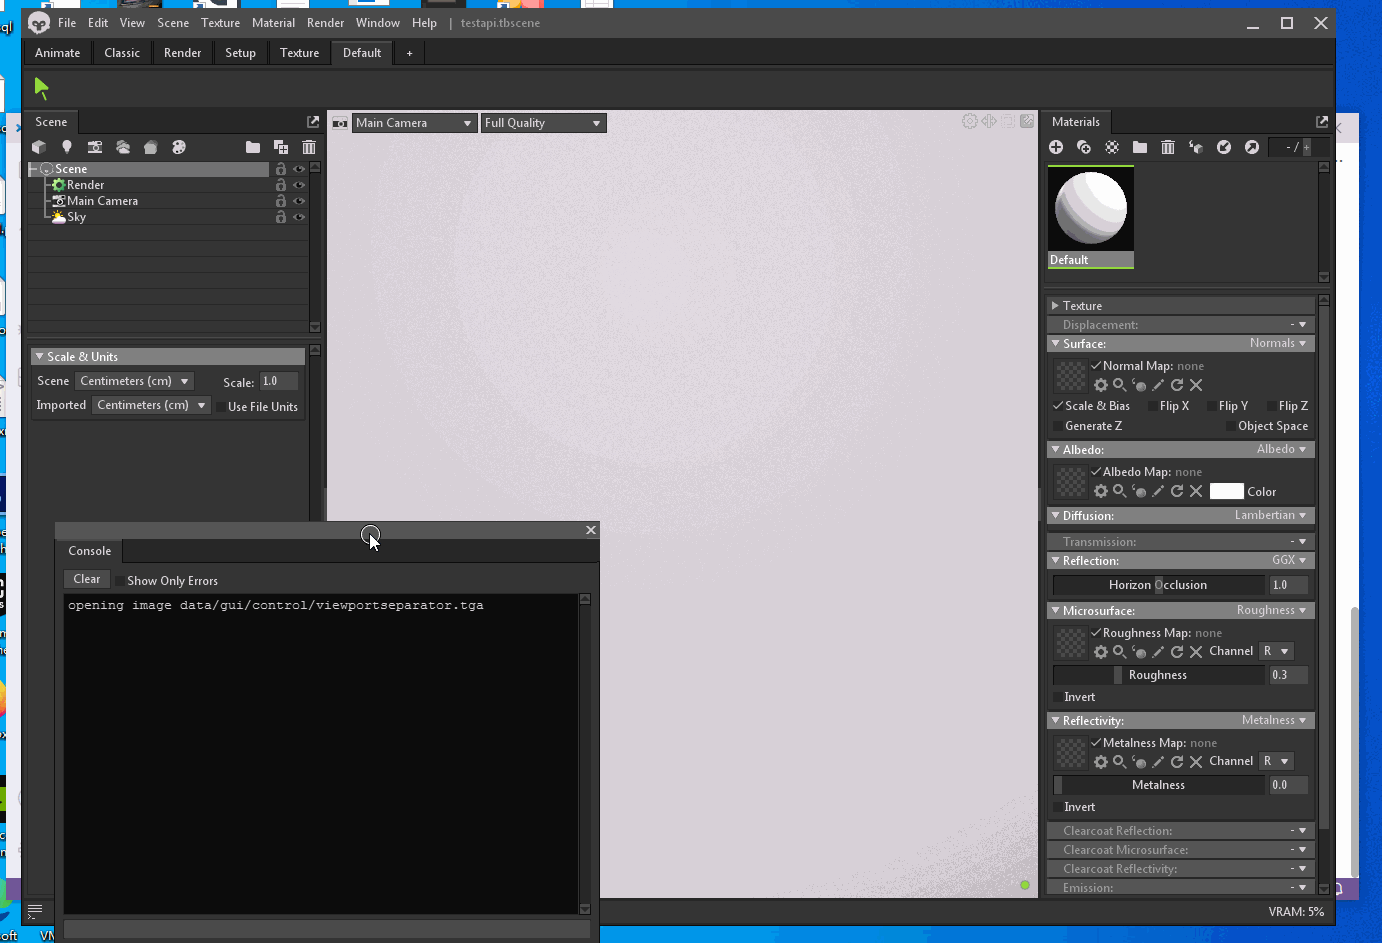 File Edit View Scene Texture Material Render Window Help | testapi.tbscene
Animate Classic Render Setup Texture Default +
Scene
Main Camera Full Quality
Materials
- / +
Scene
Render
Main Camera
Sky
Default
Scale & Units
Scene Centimeters (cm) Scale: 1.0
Imported Centimeters (cm) Use File Units
Texture
Displacement: -
Surface: Normals
Normal Map: none
Scale & Bias Flip X Flip Y Flip Z
Generate Z Object Space
Albedo: Albedo
Albedo Map: none
Color
Diffusion: Lambertian
Transmission: -
Reflection: GGX
Horizon Occlusion 1.0
Microsurface: Roughness
Roughness Map: none
Channel R
Roughness 0.3
Invert
Reflectivity: Metalness
Metalness Map: none
Channel R
Metalness 0.0
Invert
Clearcoat Reflection: -
Clearcoat Microsurface: -
Clearcoat Reflectivity: -
Emission: -
Console
Clear Show Only Errors
opening image data/gui/control/viewportseparator.tga
VRAM: 5%